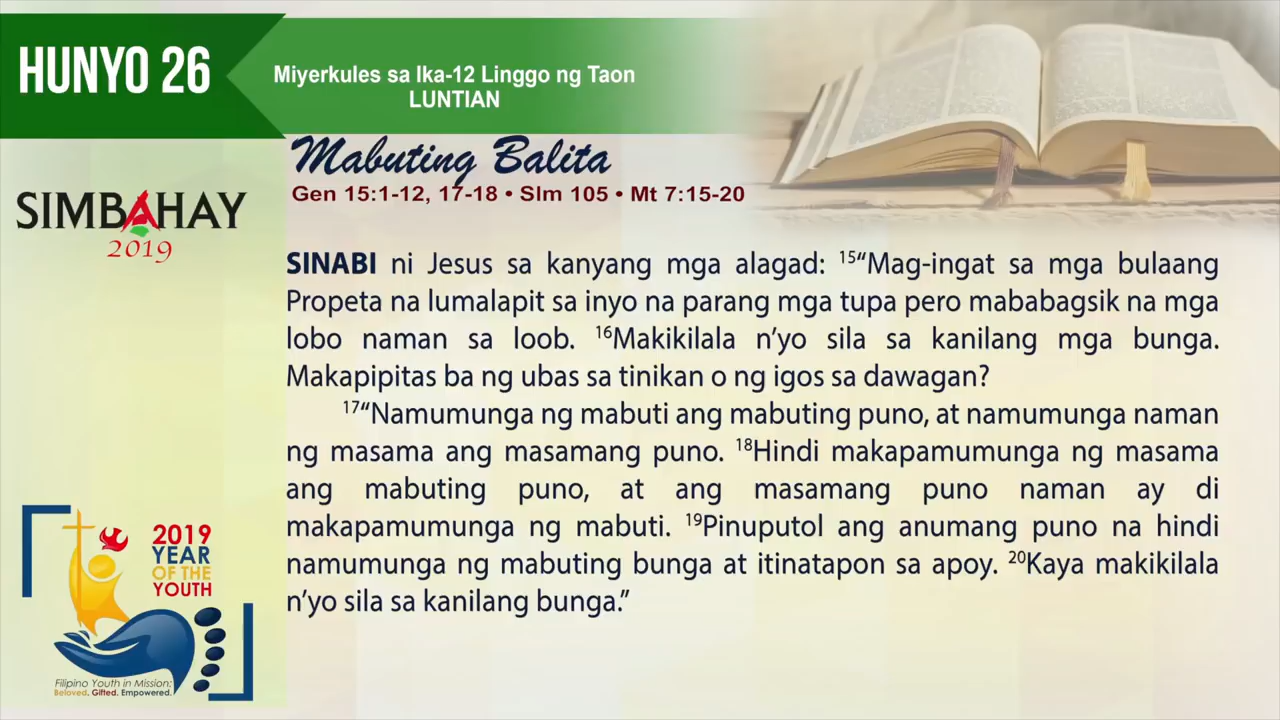 HUNYO 26
Miyerkules sa Ika-12 Linggo ng Taon
LUNTIAN
Mabuting Balita
Gen 15:1-12, 17-18 • Slm 105 • Mt 7:15-20
SIMBAHAY
2019
SINABI ni Jesus sa kanyang mga alagad: 15“Mag-ingat sa mga bulaang
Propeta na lumalapit sa inyo na parang mga tupa pero mababagsik na mga
lobo naman sa loob. 16Makikilala n’yo sila sa kanilang mga bunga.
Makapipitas ba ng ubas sa tinikan o ng igos sa dawagan?
17“Namumunga ng mabuti ang mabuting puno, at namumunga naman
ng masama ang masamang puno. 18Hindi makapamumunga ng masama
ang mabuting puno, at ang masamang puno naman ay di
makapamumunga ng mabuti. 19Pinuputol ang anumang puno na hindi
namumunga ng mabuting bunga at itinatapon sa apoy. 20Kaya makikilala
n’yo sila sa kanilang bunga.”
2019
YEAR
OF THE
YOUTH
Filipino Youth in Mission:
Beloved. Gifted. Empowered.